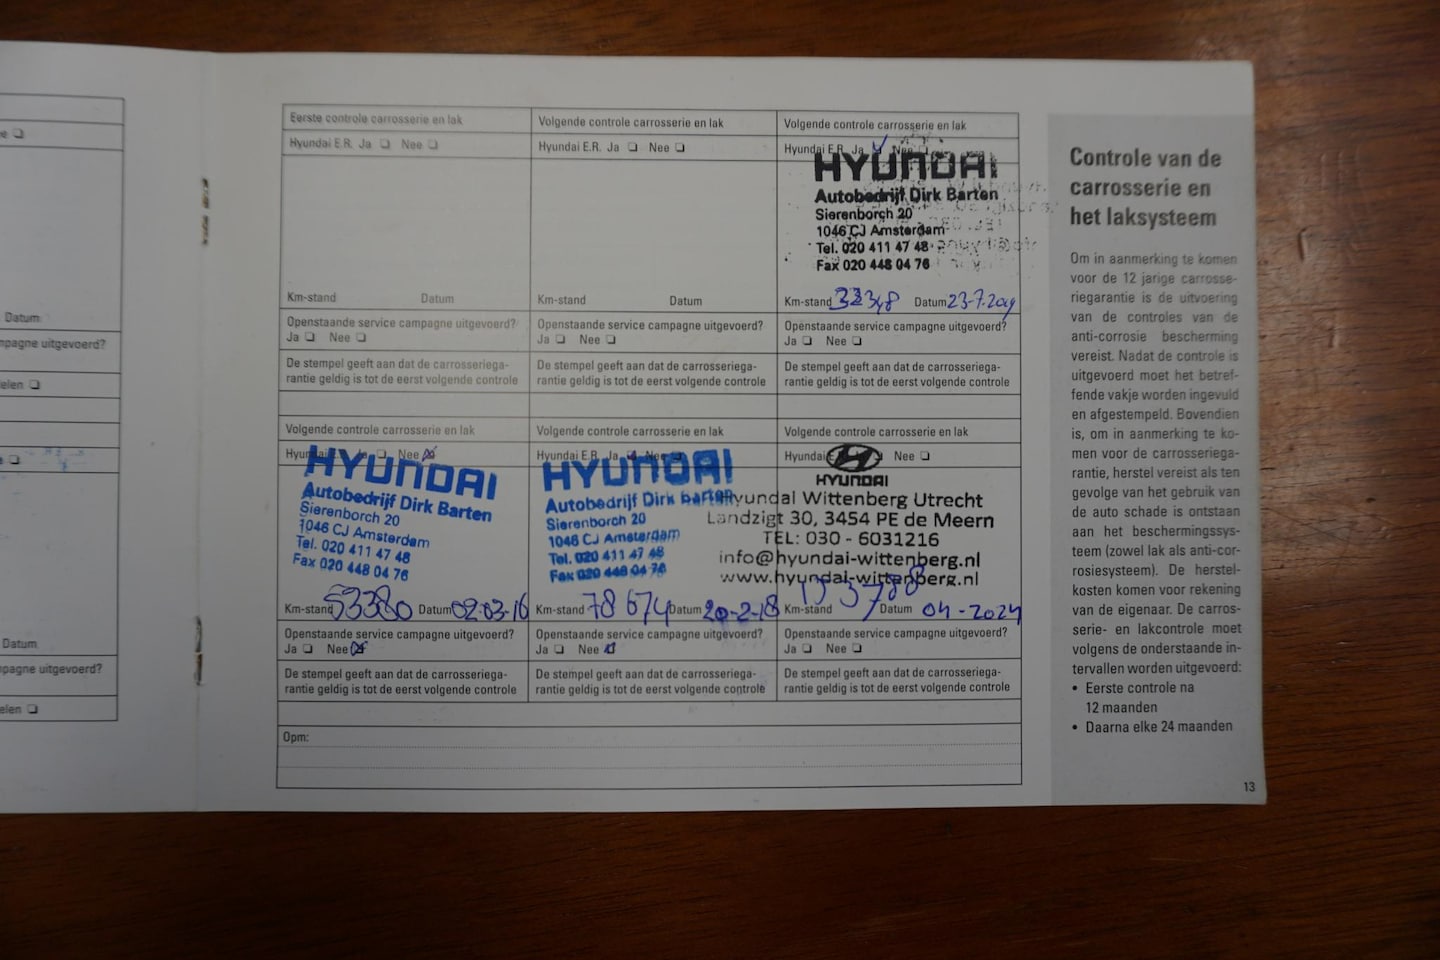 e ❏
Datum
mpagne uitgevoerd?
elen ❏
❏
Datum
mpagne uitgevoerd?
elen ❏
Eerste controle carrosserie en lak
Hyundai E.R. Ja ❏ Nee ❏
Km-stand Datum
Openstaande service campagne uitgevoerd?
Ja ❏ Nee ❏
De stempel geeft aan dat de carrosseriega-
rantie geldig is tot de eerst volgende controle
Volgende controle carrosserie en lak
Hyundai E.R. Ja ❏ Nee ❏
Km-stand Datum
Openstaande service campagne uitgevoerd?
Ja ❏ Nee ❏
De stempel geeft aan dat de carrosseriega-
rantie geldig is tot de eerst volgende controle
Volgende controle carrosserie en lak
Hyundai E.R. Ja Nee
HYUNDAI
Autobedrijf Dirk Barten
Sierenborch 20
1046 CJ Amsterdam
Tel. 020 411 47 48
Fax 020 448 04 76
Km-stand 33348 Datum 23-7.
Openstaande service campagne uitgevoerd?
Ja ❏ Nee ❏
De stempel geeft aan dat de carrosseriega-
rantie geldig is tot de eerst volgende controle
Volgende controle carrosserie en lak
Hyundai Ja ❏ Nee
HYUNDAI
Autobedrijf Dirk Barten
Sierenborch 20
1046 CJ Amsterdam
Tel. 020 411 47 48
Fax 020 448 04 76
Km-stand 53380 Datum 02-03-16
Openstaande service campagne uitgevoerd?
Ja ❏ Nee
De stempel geeft aan dat de carrosseriega-
rantie geldig is tot de eerst volgende controle
Volgende controle carrosserie en lak
Hyundai E.R. Ja Nee
HYUNDAI
Autobedrijf Dirk Barten
Sierenborch 20
1046 CJ Amsterdam
Tel. 020 411 47 48
Fax 020 448 04 76
Km-stand 78 674 Datum 20-2-18
Openstaande service campagne uitgevoerd?
Ja ❏ Nee
De stempel geeft aan dat de carrosseriega-
rantie geldig is tot de eerst volgende controle
Volgende controle carrosserie en lak
Hyundai Nee ❏
HYUNDAI
Hyundai Wittenberg Utrecht
Landzigt 30, 3454 PE de Meern
TEL: 030 - 6031216
info@hyundai-wittenberg.nl
www.hyundai-wittenberg.nl
Km-stand Datum 04-2024
Openstaande service campagne uitgevoerd?
Ja ❏ Nee ❏
De stempel geeft aan dat de carrosseriega-
rantie geldig is tot de eerst volgende controle
Opm:
Controle van de
carrosserie en
het laksysteem
Om in aanmerking te komen
voor de 12 jarige carrosse-
riegarantie is de uitvoering
van de controles van de
anti-corrosie bescherming
vereist. Nadat de controle is
uitgevoerd moet het betref-
fende vakje worden ingevuld
en afgestempeld. Bovendien
is, om in aanmerking te ko-
men voor de carrosseriega-
rantie, herstel vereist als ten
gevolge van het gebruik van
de auto schade is ontstaan
aan het beschermingssys-
teem (zowel lak als anti-cor-
rosiesysteem). De herstel-
kosten komen voor rekening
van de eigenaar. De carros-
serie- en lakcontrole moet
volgens de onderstaande in-
tervallen worden uitgevoerd:
• Eerste controle na
12 maanden
• Daarna elke 24 maanden
13